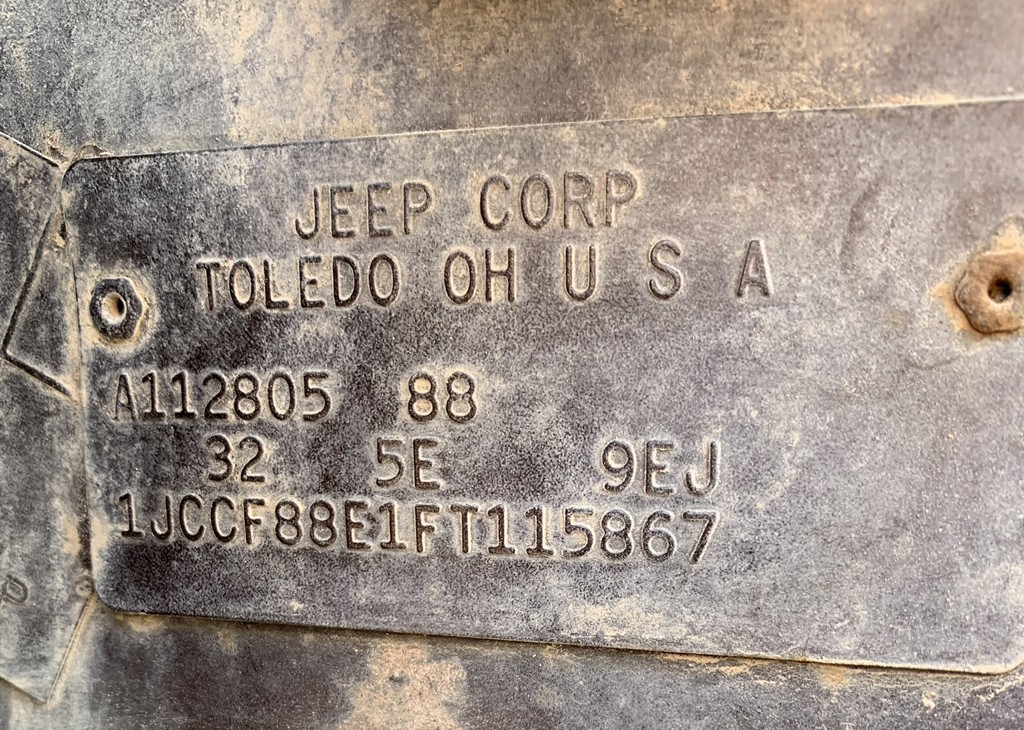 JEEP CORP
TOLEDO OH U S A
A112805 88
32 5E 9EJ
1JCCF88E1FT115867